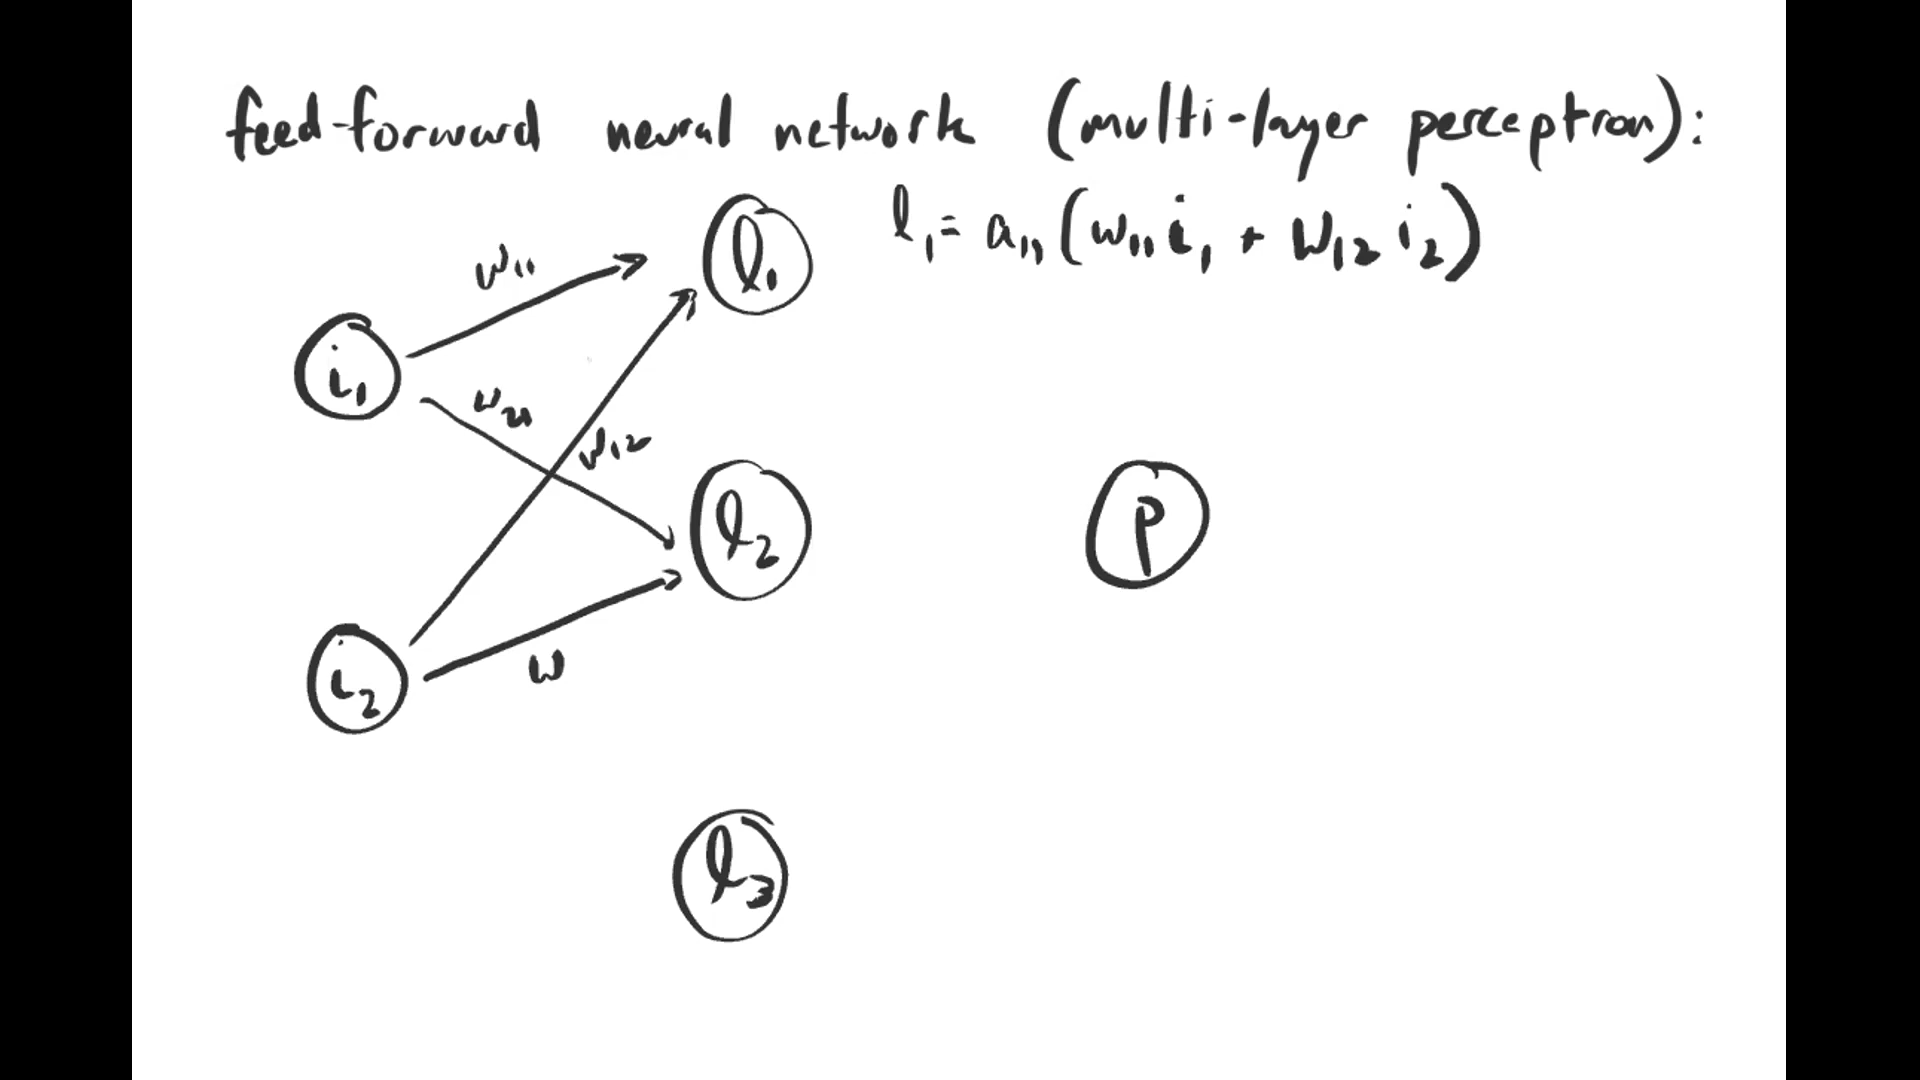 feed-forward neural network (multi-layer perceptron):
l₁ = a₁₁ (w₁₁ i₁ + w₁₂ i₂)
w₁₁
l₁
i₁
w₂₁
w₁₂
l₂
p
i₂
w
l₃